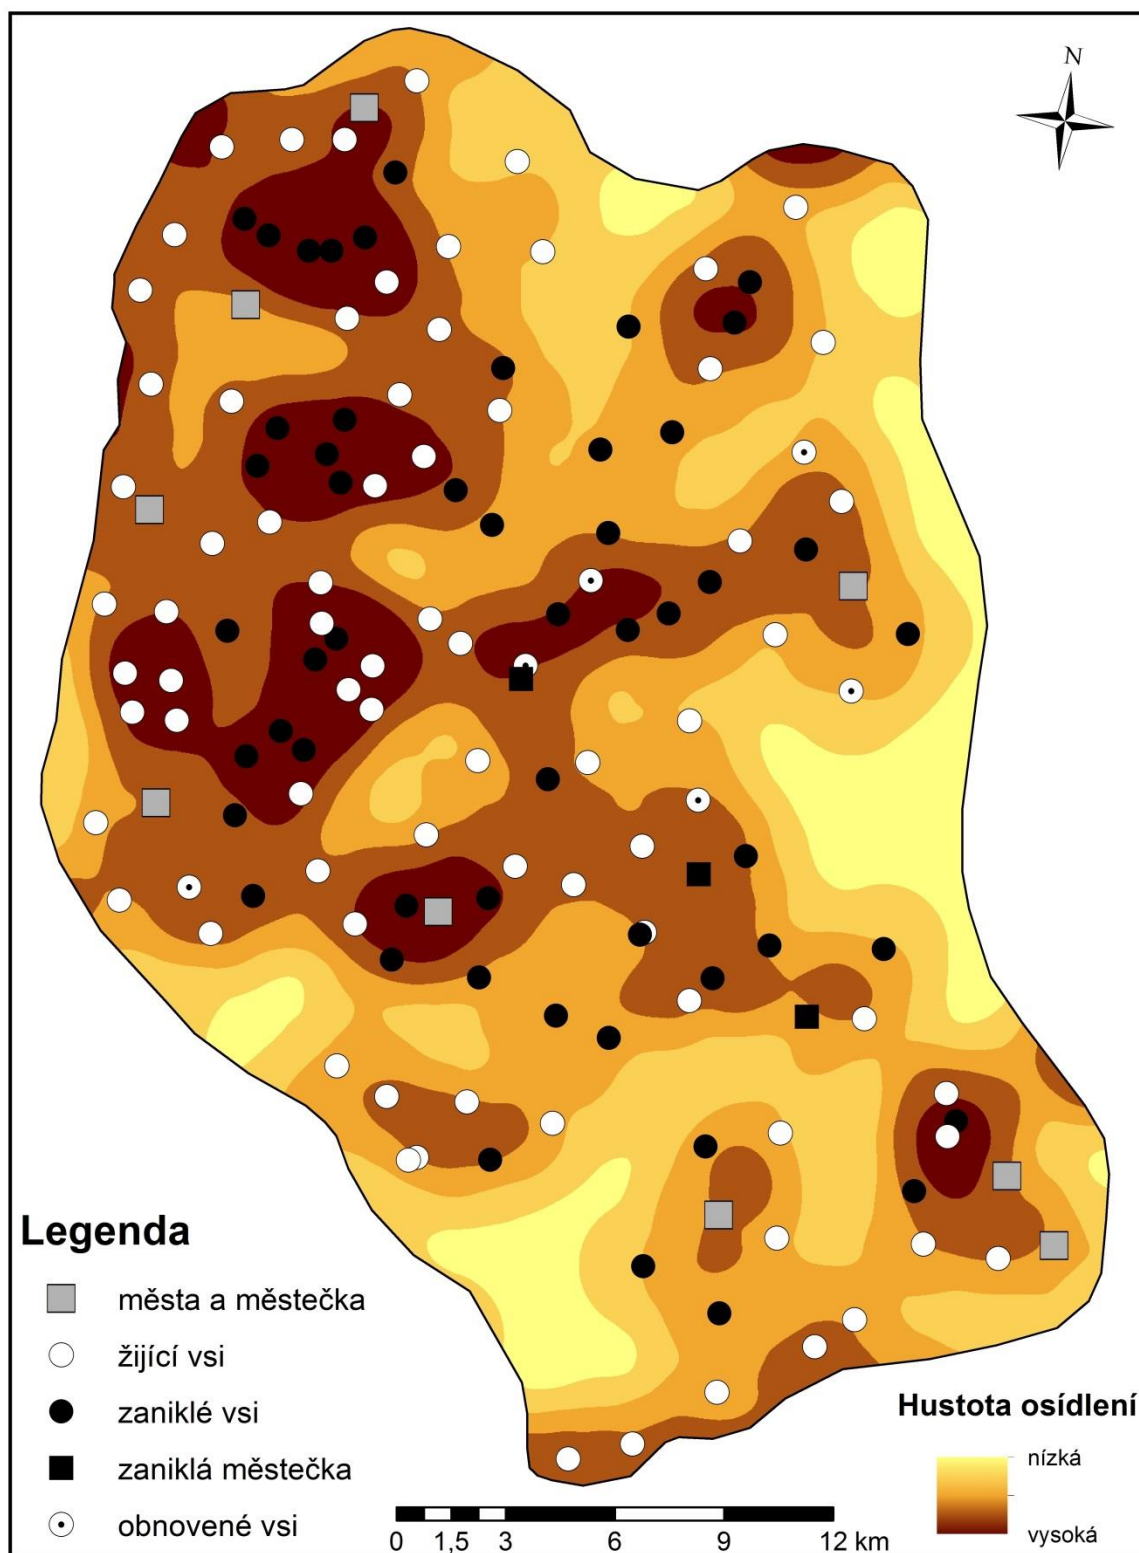 N
Legenda
města a městečka
žijící vsi
zaniklé vsi
zaniklá městečka
obnovené vsi
Hustota osídlení
nízká
vysoká
0 1,5 3 6 9 12 km